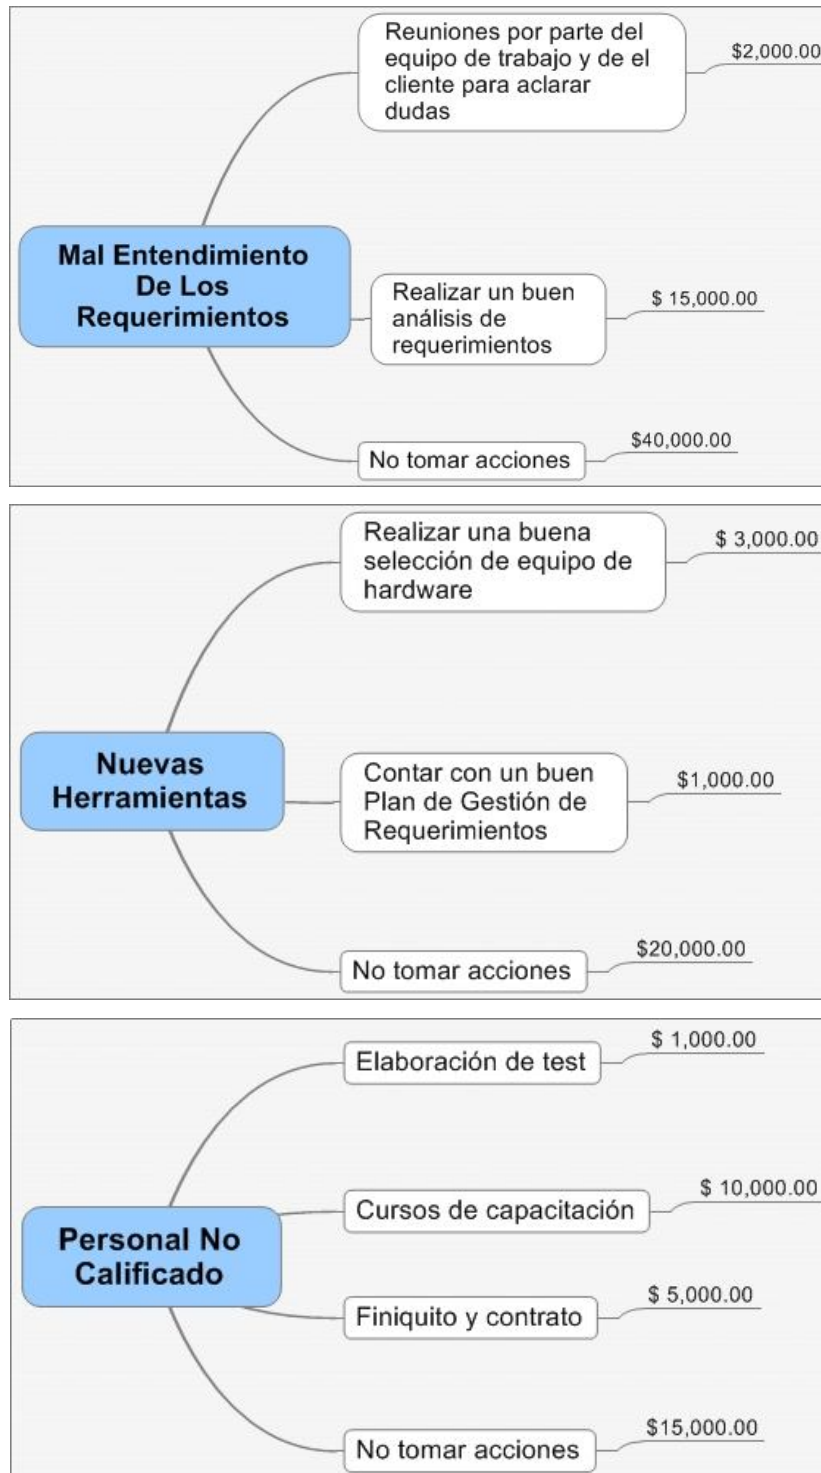 Reuniones por parte del
equipo de trabajo y de el
cliente para aclarar
dudas
$2,000.00
Mal Entendimiento
De Los
Requerimientos
Realizar un buen
análisis de
requerimientos
$ 15,000.00
No tomar acciones
$40,000.00
Realizar una buena
selección de equipo de
hardware
$ 3,000.00
Nuevas
Herramientas
Contar con un buen
Plan de Gestión de
Requerimientos
$1,000.00
No tomar acciones
$20,000.00
Elaboración de test
$ 1,000.00
Cursos de capacitación
$ 10,000.00
Personal No
Calificado
Finiquito y contrato
$ 5,000.00
No tomar acciones
$15,000.00